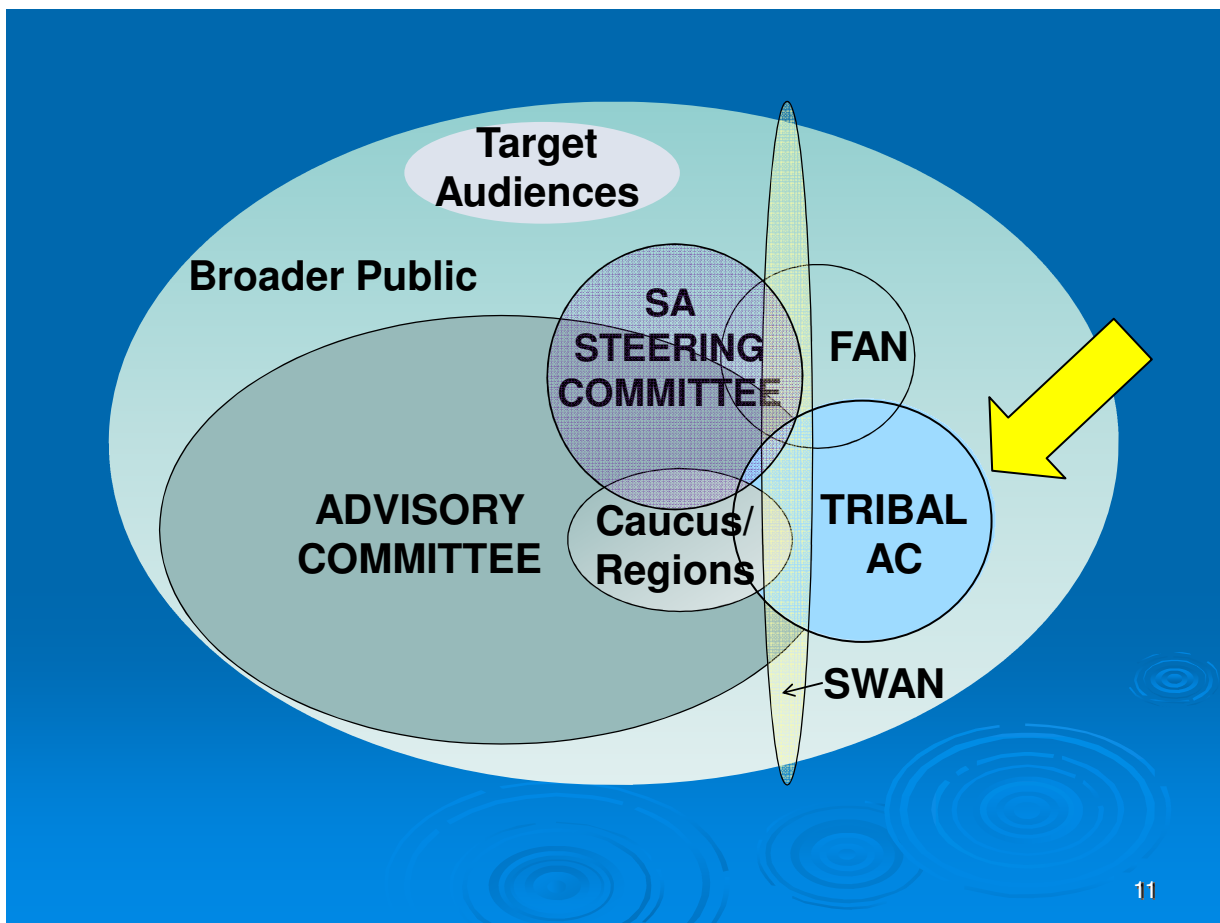 Target
Audiences
Broader Public
SA
STEERING
COMMITTEE
FAN
ADVISORY
COMMITTEE
Caucus/
Regions
TRIBAL
AC
SWAN
11